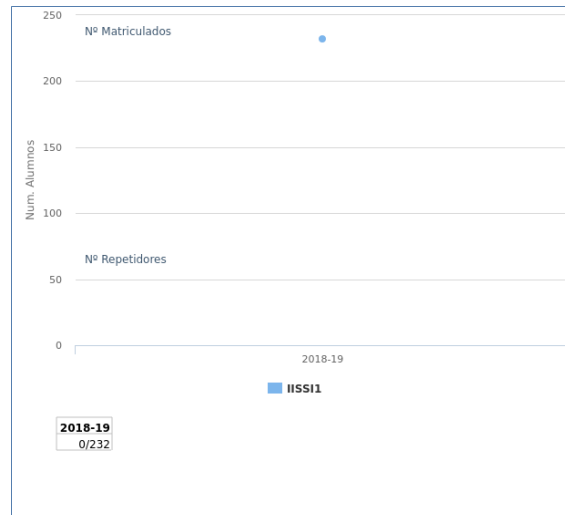 250
Nº Matriculados
200
150
Num. Alumnos
100
Nº Repetidores
50
0
2018-19
IISSI1
2018-19
0/232